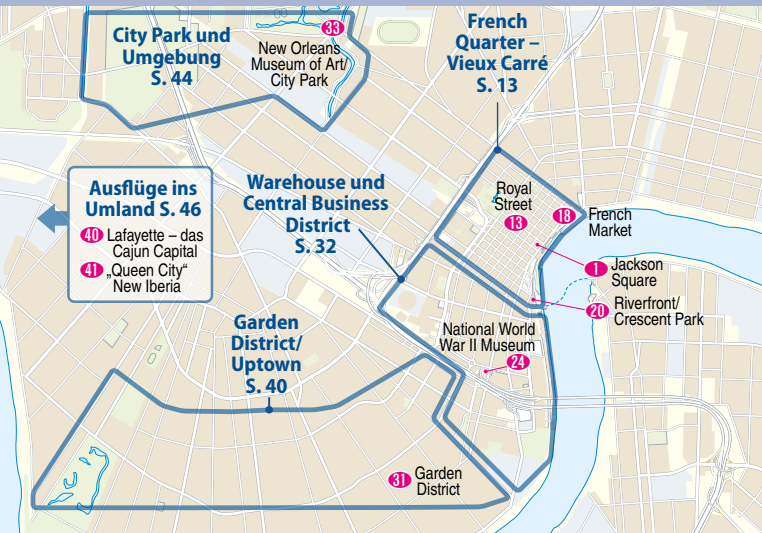 City Park und
Umgebung
S. 44
33
New Orleans
Museum of Art/
City Park
French
Quarter –
Vieux Carré
S. 13
Ausflüge ins
Umland S. 46
40 Lafayette – das
Cajun Capital
41 „Queen City“
New Iberia
Warehouse und
Central Business
District
S. 32
Royal
Street
13
18 French
Market
1 Jackson
Square
20 Riverfront/
Crescent Park
National World
War II Museum
24
Garden
District/
Uptown
S. 40
31 Garden
District